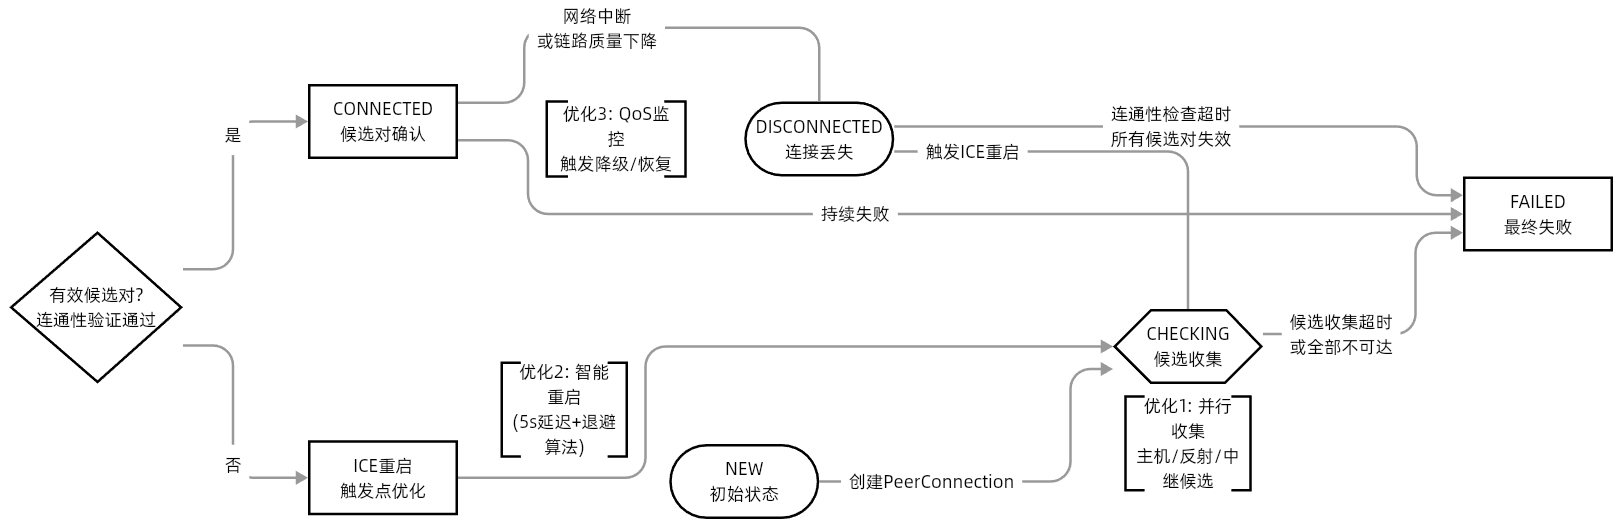 网络中断
或链路质量下降
CONNECTED
候选对确认
是
优化3: QoS监
控
触发降级/恢复
DISCONNECTED
连接丢失
连通性检查超时
所有候选对失效
触发ICE重启
持续失败
FAILED
最终失败
有效候选对?
连通性验证通过
CHECKING
候选收集
候选收集超时
或全部不可达
优化2: 智能
重启
(5s延迟+退避
算法)
优化1: 并行
收集
主机/反射/中
继候选
否
ICE重启
触发点优化
NEW
初始状态
创建PeerConnection